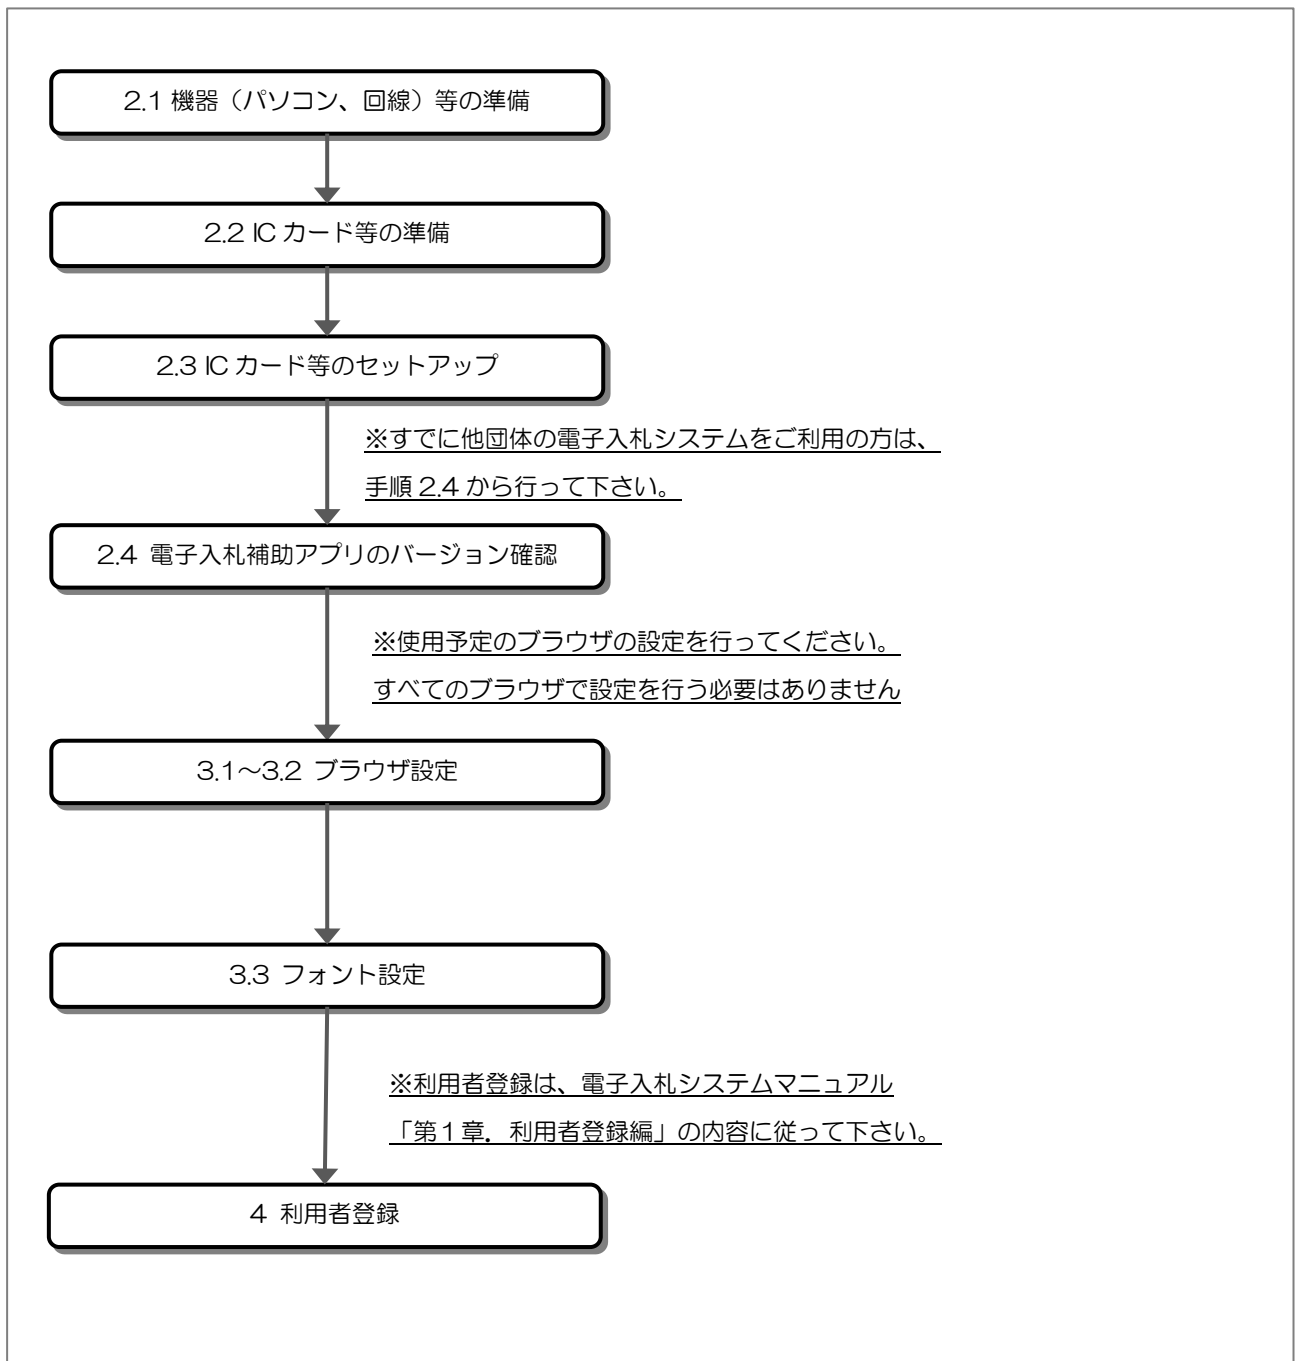 2.1 機器（パソコン、回線）等の準備
2.2 IC カード等の準備
2.3 IC カード等のセットアップ
※すでに他団体の電子入札システムをご利用の方は、
手順 2.4 から行って下さい。
2.4 電子入札補助アプリのバージョン確認
※使用予定のブラウザの設定を行ってください。
すべてのブラウザで設定を行う必要はありません
3.1～3.2 ブラウザ設定
3.3 フォント設定
※利用者登録は、電子入札システムマニュアル
「第１章．利用者登録編」の内容に従って下さい。
4 利用者登録